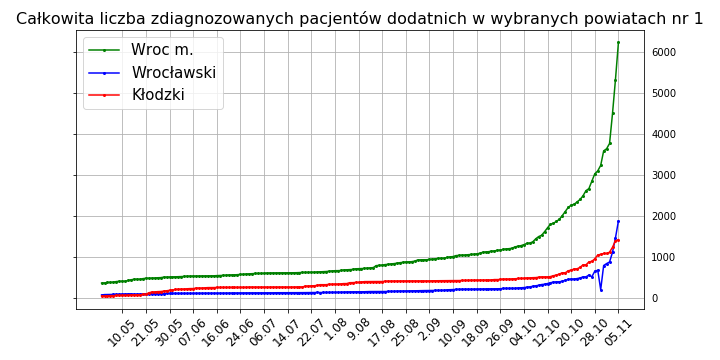 Całkowita liczba zdiagnozowanych pacjentów dodatnich w wybranych powiatach nr 1
Wroc m.
Wrocławski
Kłodzki
6000
5000
4000
3000
2000
1000
0
10.05 21.05 30.05 07.06 16.06 24.06 06.07 14.07 22.07 1.08 9.08 17.08 25.08 2.09 10.09 18.09 26.09 04.10 12.10 20.10 28.10 05.11